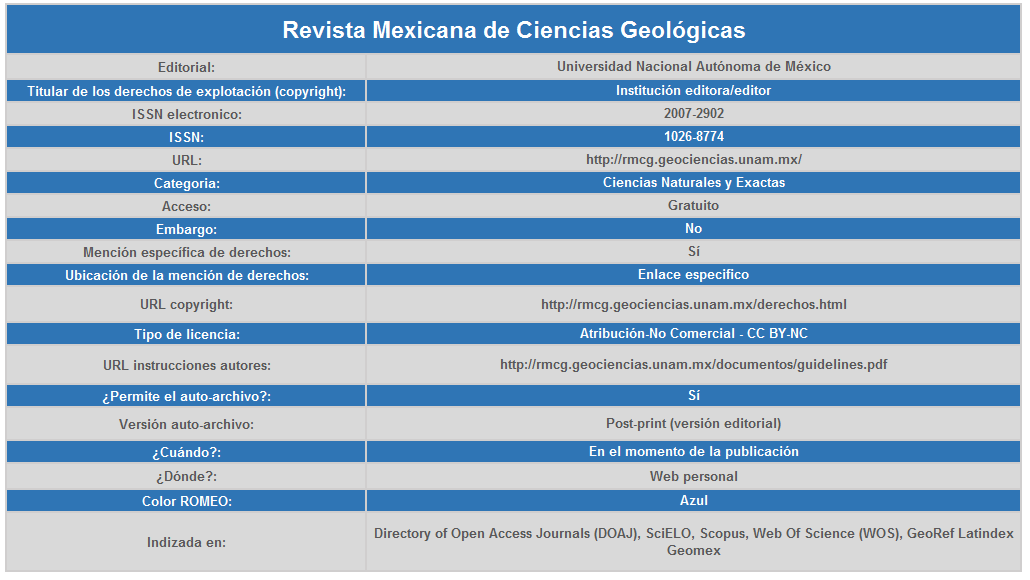 Revista Mexicana de Ciencias Geológicas
Editorial: Universidad Nacional Autónoma de México
Titular de los derechos de explotación (copyright): Institución editora/editor
ISSN electronico: 2007-2902
ISSN: 1026-8774
URL: http://rmcg.geociencias.unam.mx/
Categoria: Ciencias Naturales y Exactas
Acceso: Gratuito
Embargo: No
Mención específica de derechos: Sí
Ubicación de la mención de derechos: Enlace especifico
URL copyright: http://rmcg.geociencias.unam.mx/derechos.html
Tipo de licencia: Atribución-No Comercial - CC BY-NC
URL instrucciones autores: http://rmcg.geociencias.unam.mx/documentos/guidelines.pdf
¿Permite el auto-archivo?: Sí
Versión auto-archivo: Post-print (versión editorial)
¿Cuándo?: En el momento de la publicación
¿Dónde?: Web personal
Color ROMEO: Azul
Indizada en: Directory of Open Access Journals (DOAJ), SciELO, Scopus, Web Of Science (WOS), GeoRef Latindex
Geomex